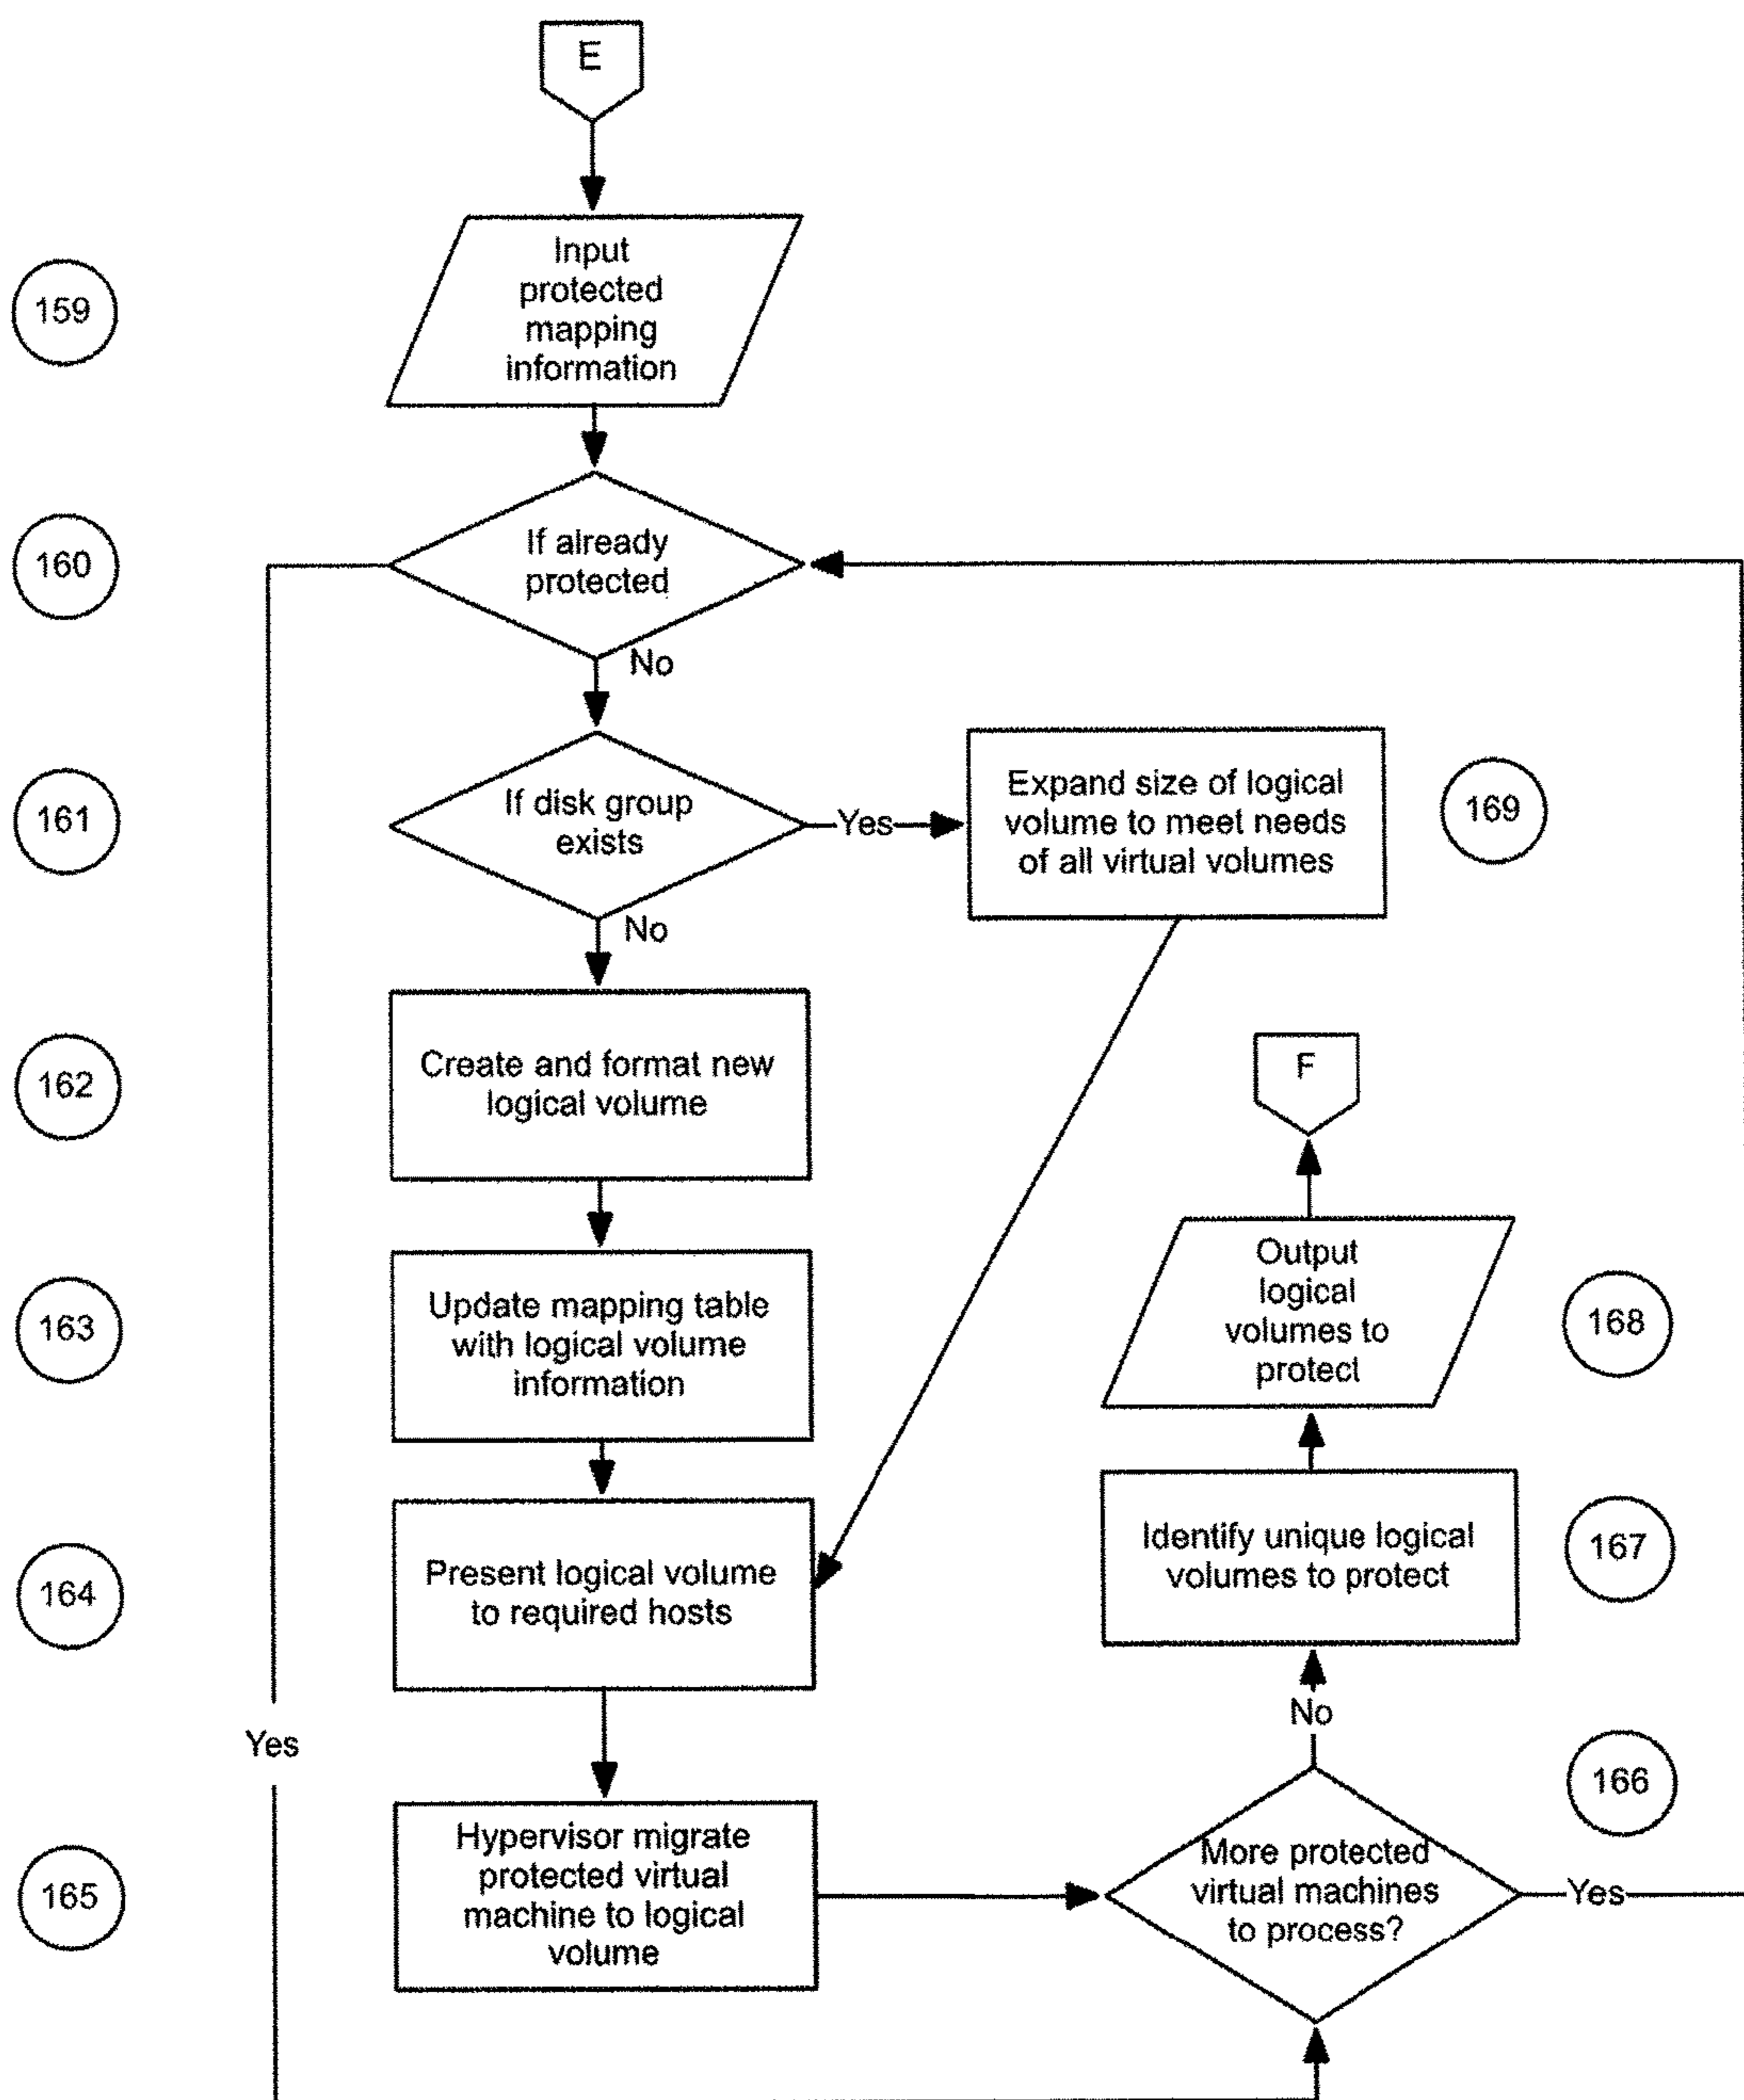 E
159
Input
protected
mapping
information
160
If already
protected
No
161
If disk group
exists
Yes
Expand size of logical
volume to meet needs
of all virtual volumes
169
No
162
Create and format new
logical volume
F
163
Update mapping table
with logical volume
information
Output
logical
volumes to
protect
168
164
Present logical volume
to required hosts
Identify unique logical
volumes to protect
167
No
Yes
166
165
Hypervisor migrate
protected virtual
machine to logical
volume
More protected
virtual machines
to process?
Yes